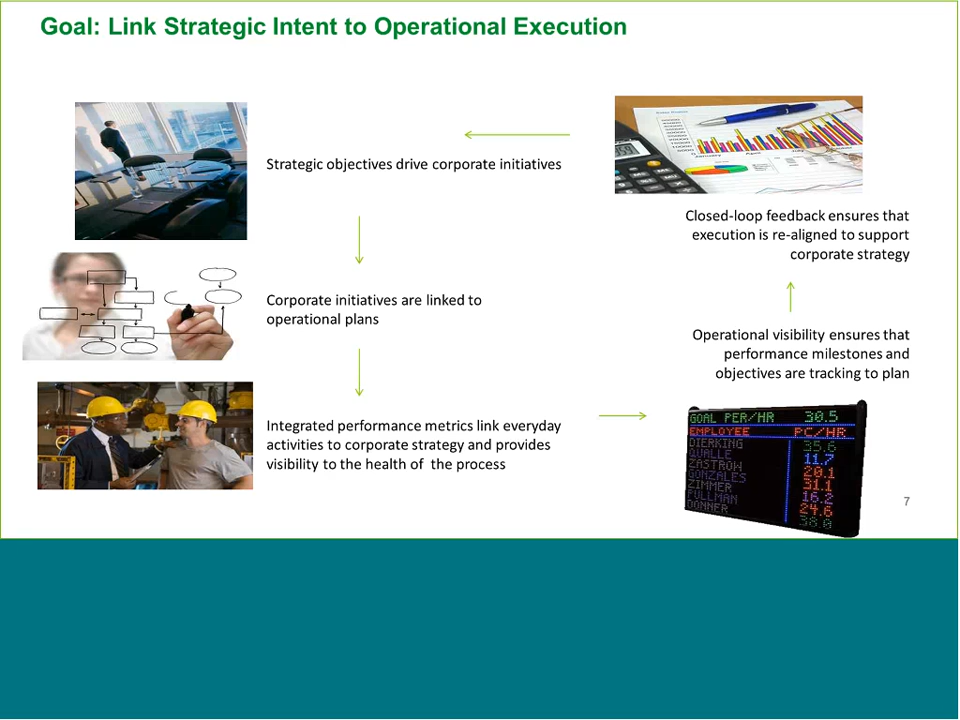 Goal: Link Strategic Intent to Operational Execution
Strategic objectives drive corporate initiatives
Corporate initiatives are linked to
operational plans
Integrated performance metrics link everyday
activities to corporate strategy and provides
visibility to the health of the process
Closed-loop feedback ensures that
execution is re-aligned to support
corporate strategy
Operational visibility ensures that
performance milestones and
objectives are tracking to plan
GOAL PER/HR 30.5
EMPLOYEE PC/HR
DIERKING 35.6
QVALLE 11.7
ZASTROW 20.1
GONZALES 31.1
ZIMMER 16.2
PULLMAN 24.6
DONNER 38.0
7